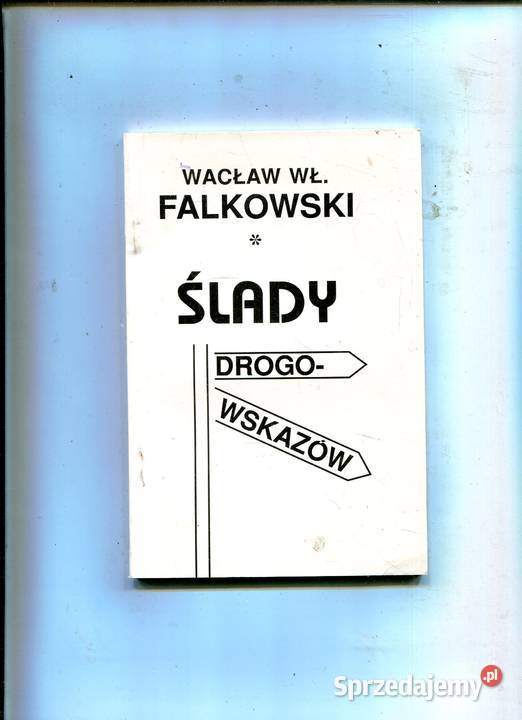 WACŁAW WŁ.
FALKOWSKI
*
ŚLADY
DROGO-
WSKAZÓW
Sprzedajemy.pl